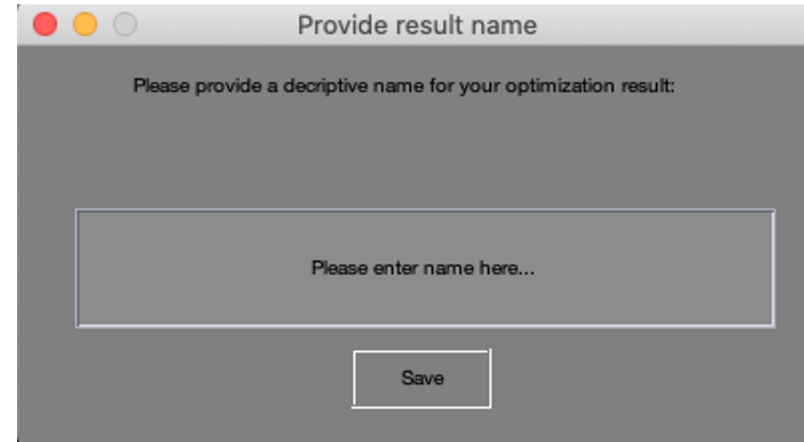 Provide result name
Please provide a decriptive name for your optimization result:
Please enter name here...
Save